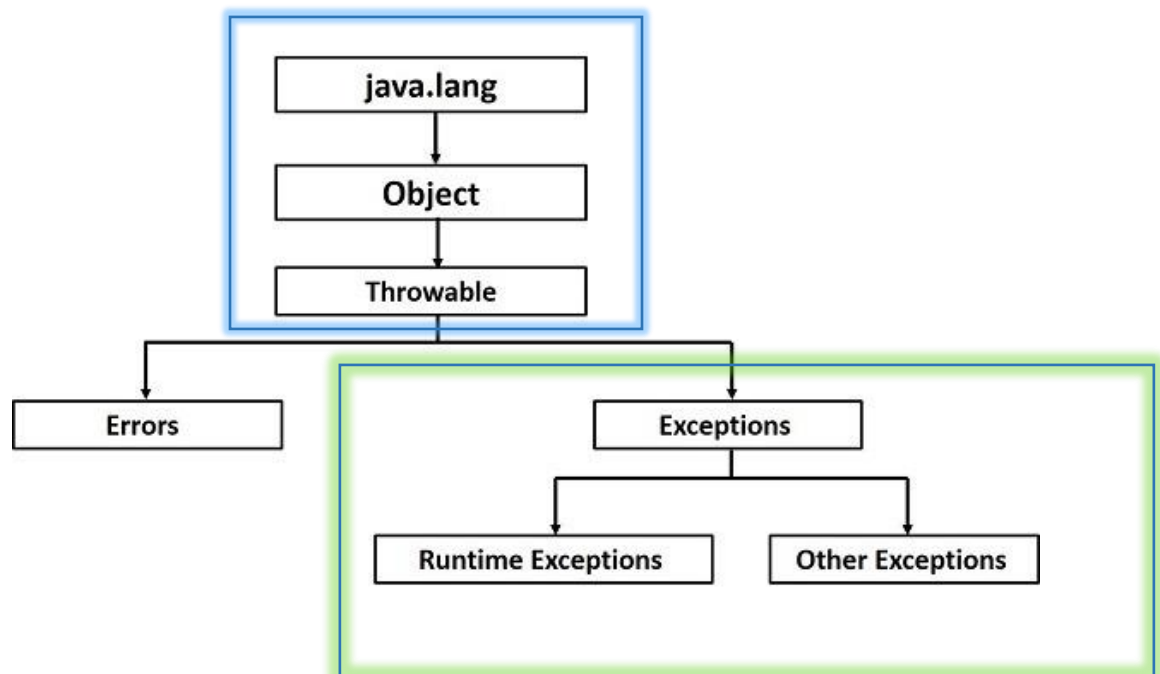 java.lang
Object
Throwable
Errors
Exceptions
Runtime Exceptions
Other Exceptions